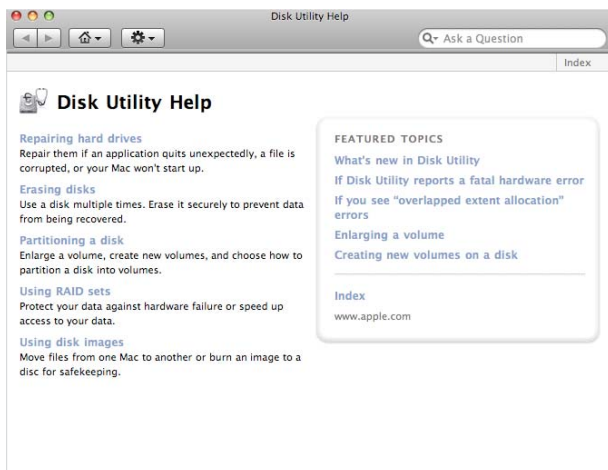 Disk Utility Help
Ask a Question
Index
Disk Utility Help
Repairing hard drives
Repair them if an application quits unexpectedly, a file is
corrupted, or your Mac won't start up.
Erasing disks
Use a disk multiple times. Erase it securely to prevent data
from being recovered.
Partitioning a disk
Enlarge a volume, create new volumes, and choose how to
partition a disk into volumes.
Using RAID sets
Protect your data against hardware failure or speed up
access to your data.
Using disk images
Move files from one Mac to another or burn an image to a
disc for safekeeping.
FEATURED TOPICS
What's new in Disk Utility
If Disk Utility reports a fatal hardware error
If you see “overlapped extent allocation”
errors
Enlarging a volume
Creating new volumes on a disk
Index
www.apple.com